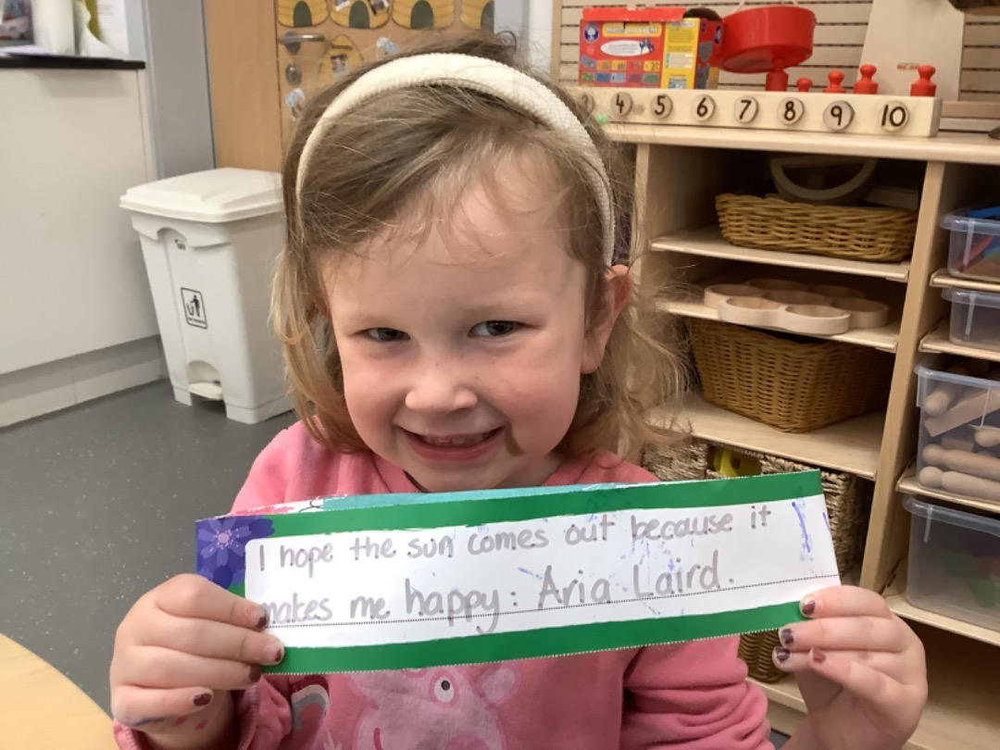 4 5 6 7 8 9 10
I hope the sun comes out because it
makes me happy: Aria Laird.